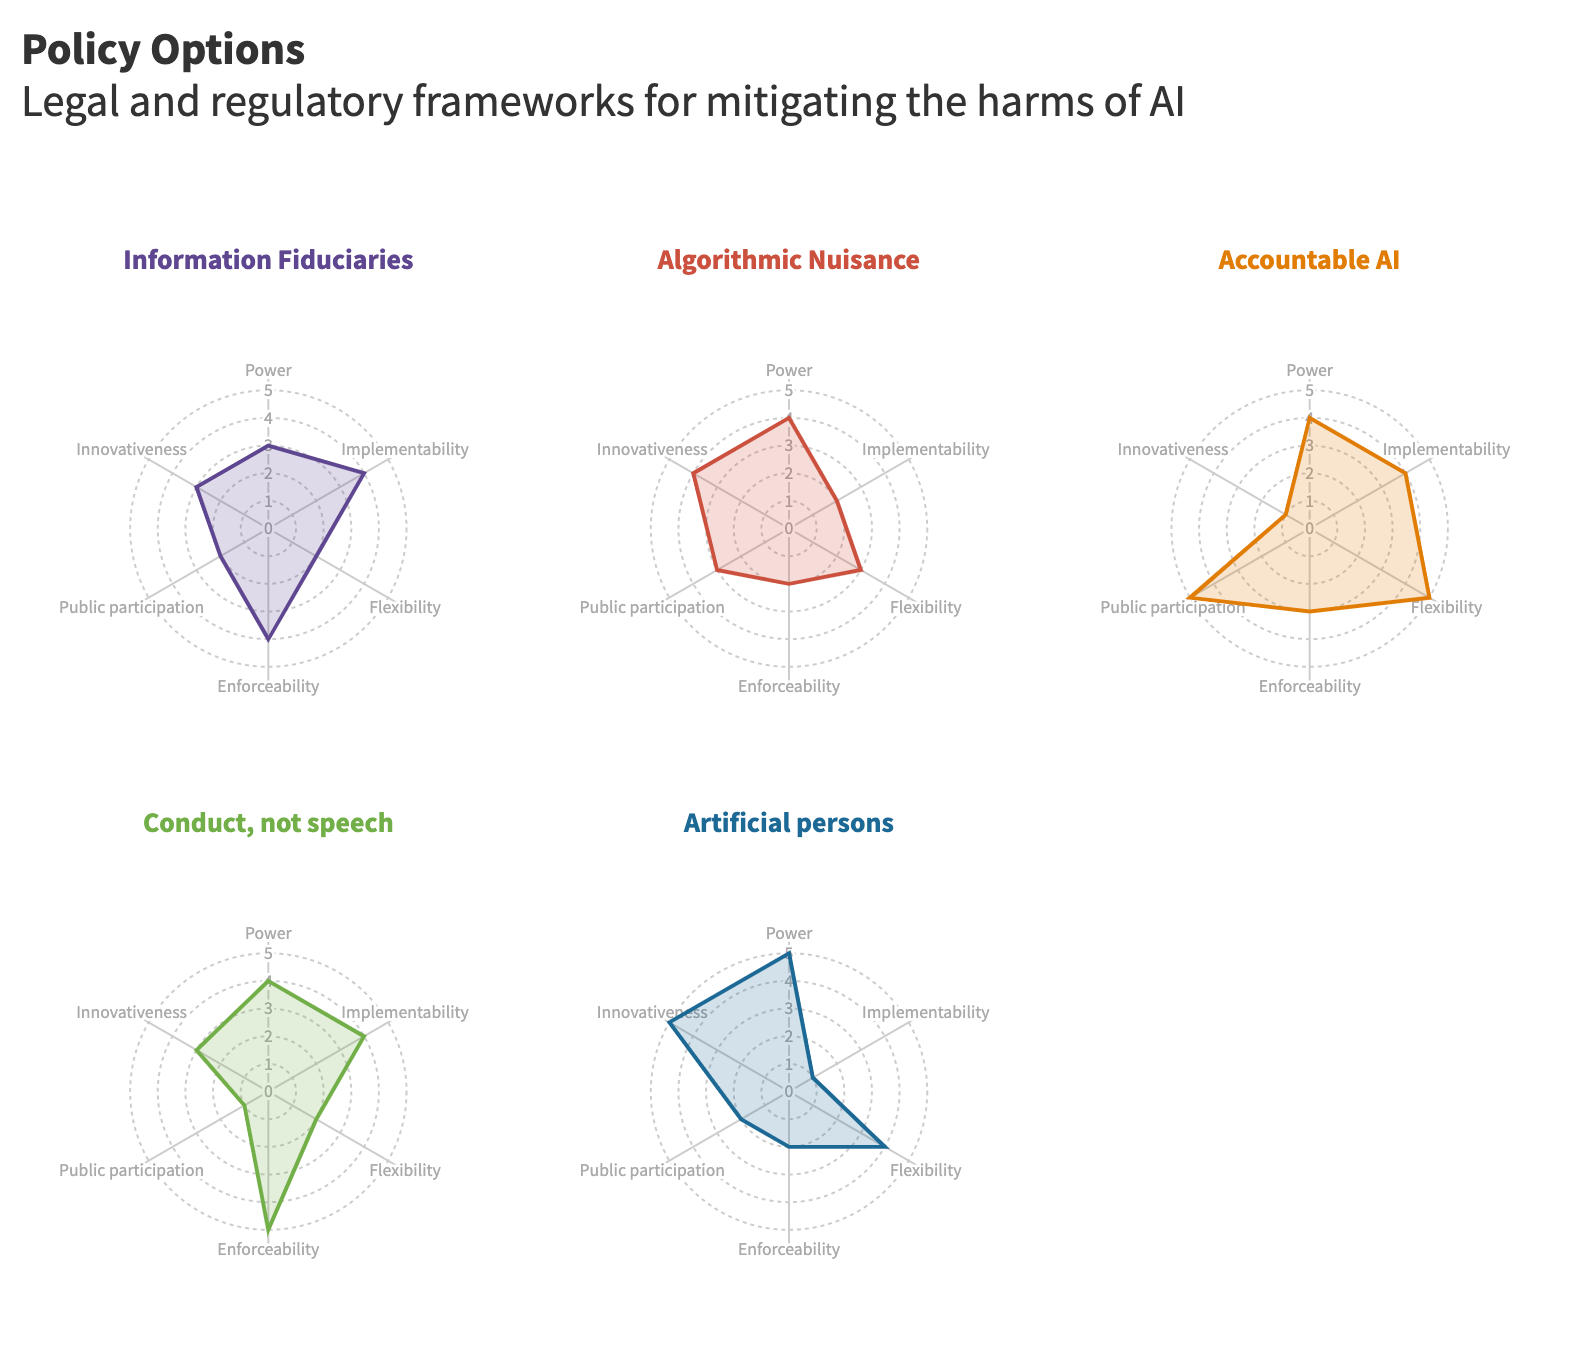 Policy Options
Legal and regulatory frameworks for mitigating the harms of AI
Information Fiduciaries
Power
5
4
3
2
1
0
Innovativeness
Implementability
Public participation
Flexibility
Enforceability
Algorithmic Nuisance
Power
5
4
3
2
1
0
Innovativeness
Implementability
Public participation
Flexibility
Enforceability
Accountable AI
Power
5
4
3
2
1
0
Innovativeness
Implementability
Public participation
Flexibility
Enforceability
Conduct, not speech
Power
5
4
3
2
1
0
Innovativeness
Implementability
Public participation
Flexibility
Enforceability
Artificial persons
Power
5
4
3
2
1
0
Innovativeness
Implementability
Public participation
Flexibility
Enforceability